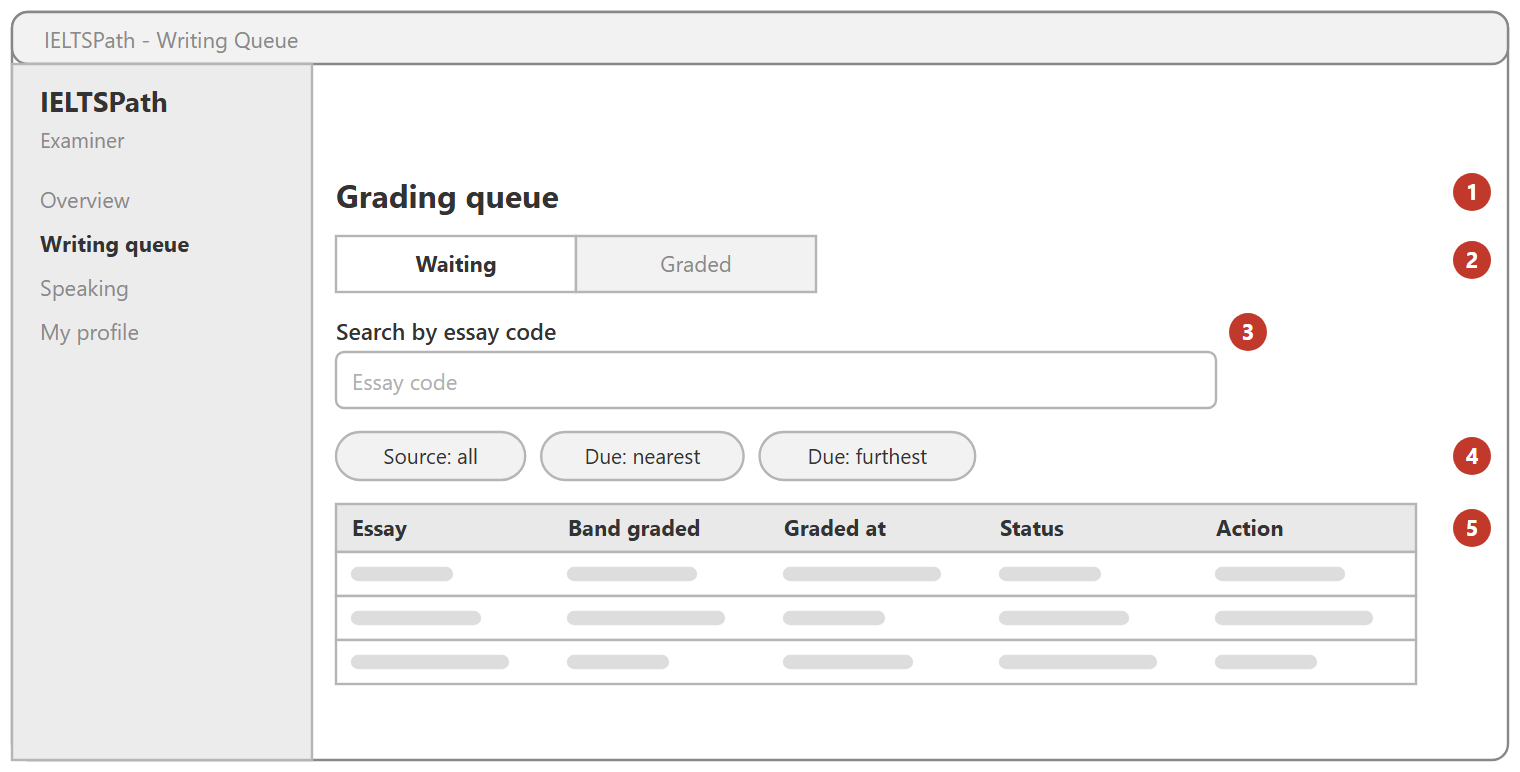 IELTSPath - Writing Queue
IELTSPath
Examiner
Overview
Writing queue
Speaking
My profile
Grading queue
1
Waiting
Graded
2
Search by essay code
3
Essay code
Source: all
Due: nearest
Due: furthest
4
Essay
Band graded
Graded at
Status
Action
5